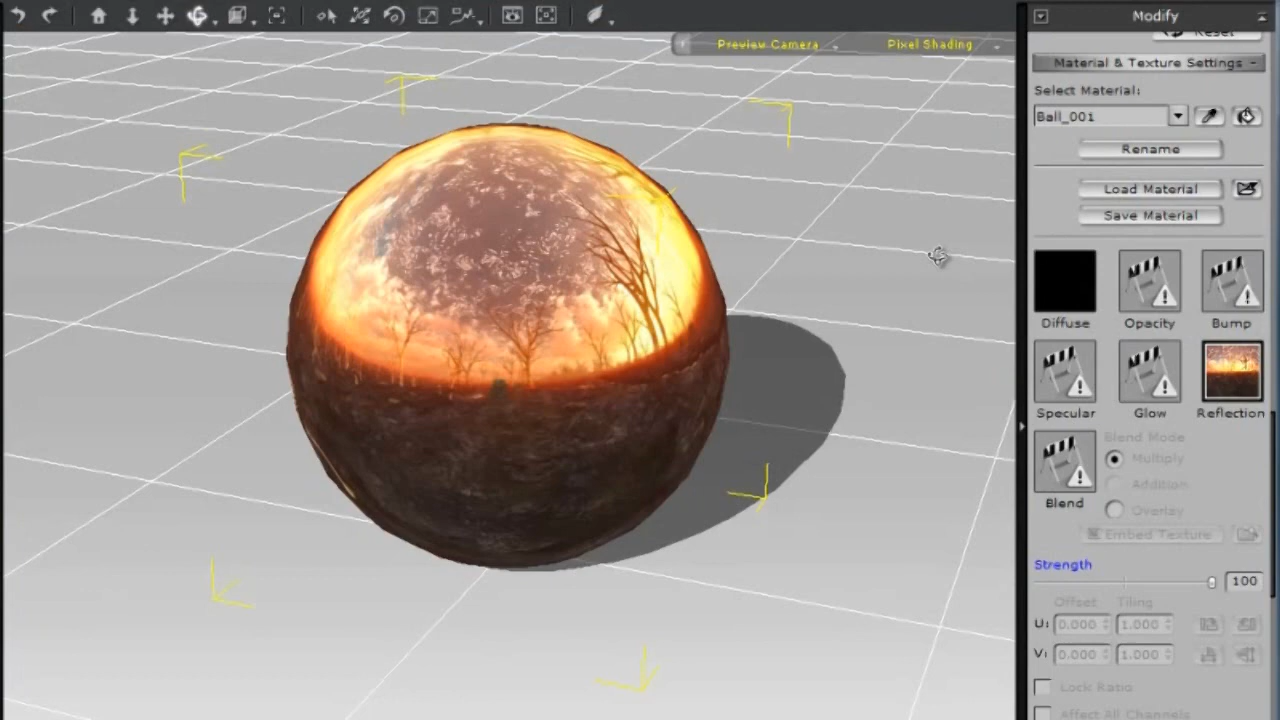 Modify
Preview Camera
Pixel Shading
Reset
Material & Texture Settings
Select Material:
Ball_001
Rename
Load Material
Save Material
Diffuse
Opacity
Bump
Specular
Glow
Reflection
Blend Mode
Multiply
Addition
Overlay
Blend
Embed Texture
Strength
100
Offset
Tiling
U:
0.000
1.000
V:
0.000
1.000
Lock Ratio
Affect All Channels